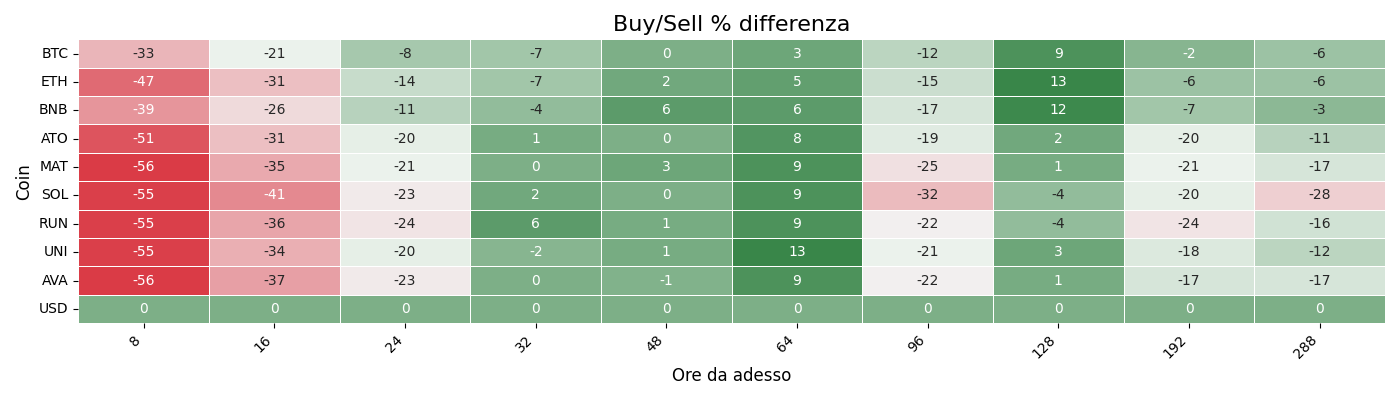 Buy/Sell % differenza
Coin
BTC -33 -21 -8 -7 0 3 -12 9 -2 -6
ETH -47 -31 -14 -7 2 5 -15 13 -6 -6
BNB -39 -26 -11 -4 6 6 -17 12 -7 -3
ATO -51 -31 -20 1 0 8 -19 2 -20 -11
MAT -56 -35 -21 0 3 9 -25 1 -21 -17
SOL -55 -41 -23 2 0 9 -32 -4 -20 -28
RUN -55 -36 -24 6 1 9 -22 -4 -24 -16
UNI -55 -34 -20 -2 1 13 -21 3 -18 -12
AVA -56 -37 -23 0 -1 9 -22 1 -17 -17
USD 0 0 0 0 0 0 0 0 0 0
8 16 24 32 48 64 96 128 192 288
Ore da adesso